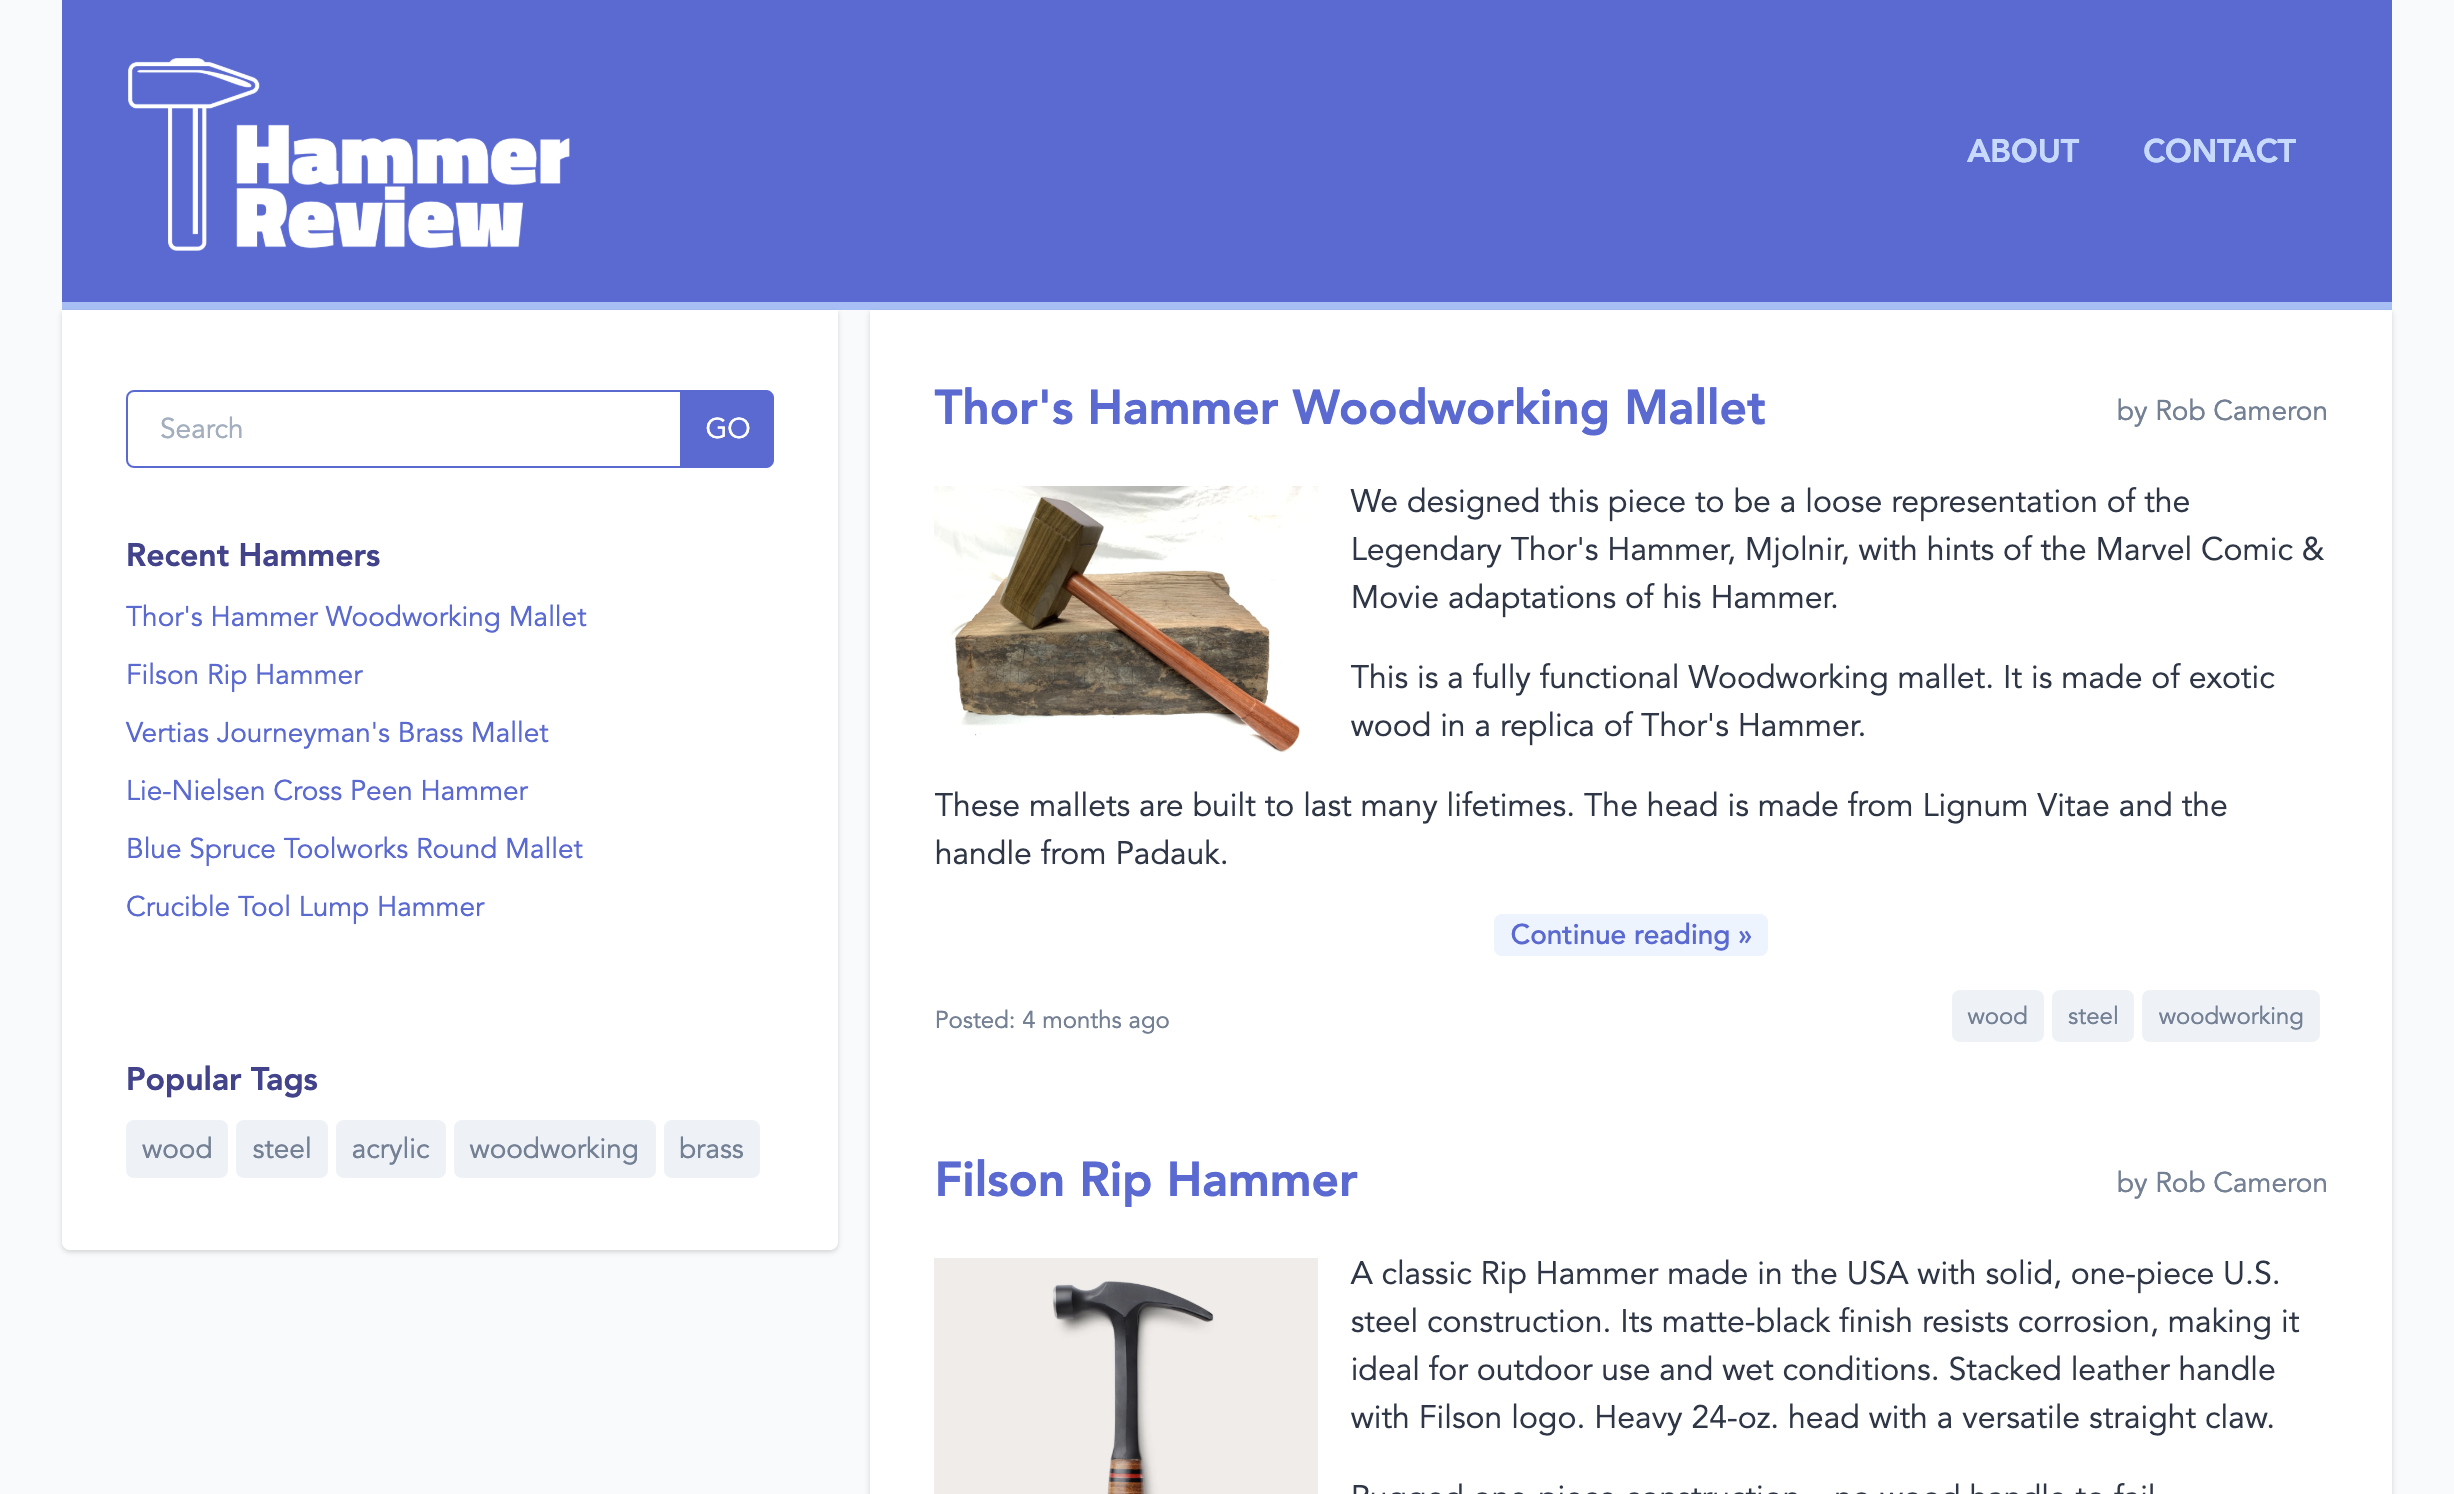 Hammer
Review
ABOUT
CONTACT
Search
GO
Recent Hammers
Thor's Hammer Woodworking Mallet
Filson Rip Hammer
Vertias Journeyman's Brass Mallet
Lie-Nielsen Cross Peen Hammer
Blue Spruce Toolworks Round Mallet
Crucible Tool Lump Hammer
Popular Tags
wood steel acrylic woodworking brass
Thor's Hammer Woodworking Mallet
by Rob Cameron
We designed this piece to be a loose representation of the
Legendary Thor's Hammer, Mjolnir, with hints of the Marvel Comic &
Movie adaptations of his Hammer.
This is a fully functional Woodworking mallet. It is made of exotic
wood in a replica of Thor's Hammer.
These mallets are built to last many lifetimes. The head is made from Lignum Vitae and the
handle from Padauk.
Continue reading »
Posted: 4 months ago
wood steel woodworking
Filson Rip Hammer
by Rob Cameron
A classic Rip Hammer made in the USA with solid, one-piece U.S.
steel construction. Its matte-black finish resists corrosion, making it
ideal for outdoor use and wet conditions. Stacked leather handle
with Filson logo. Heavy 24-oz. head with a versatile straight claw.